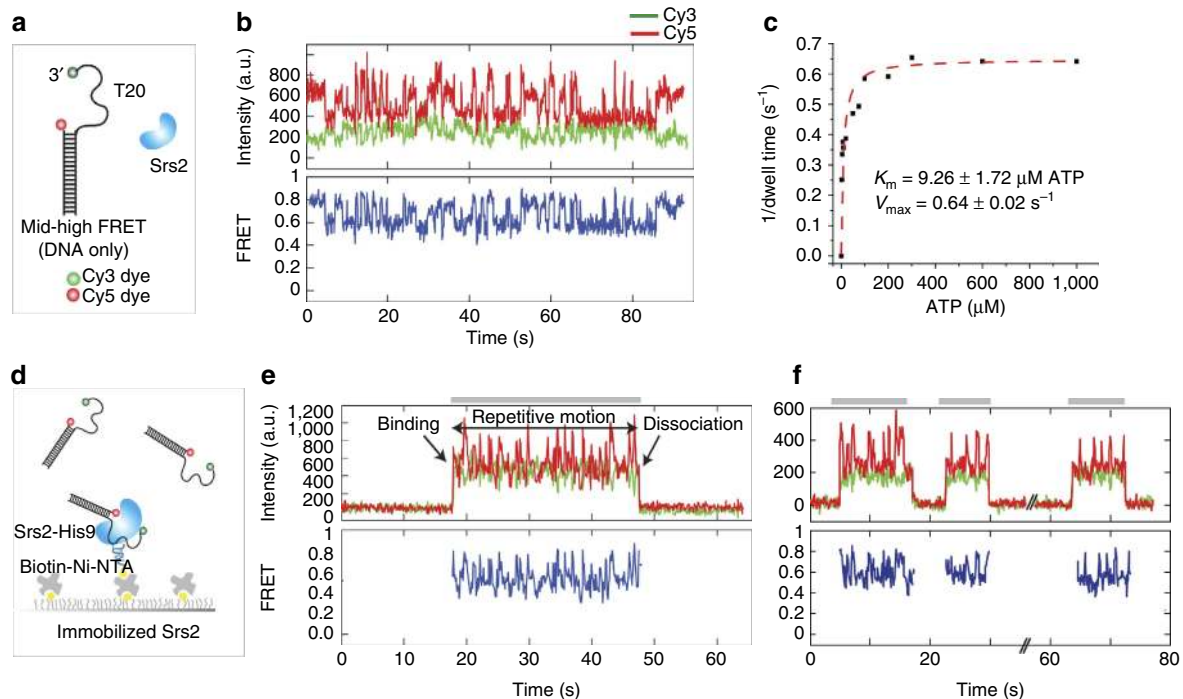 a
3′
T20
Srs2
Mid-high FRET
(DNA only)
Cy3 dye
Cy5 dye
b
Cy3
Cy5
Intensity (a.u.)
800
600
400
200
0
FRET
1
0.8
0.6
0.4
0.2
0
0 20 40 60 80
Time (s)
c
1/dwell time (s⁻¹)
0.7
0.6
0.5
0.4
0.3
0.2
0.1
0.0
Km = 9.26 ± 1.72 µM ATP
Vmax = 0.64 ± 0.02 s⁻¹
0 200 400 600 800 1,000
ATP (µM)
d
Srs2-His9
Biotin-Ni-NTA
Immobilized Srs2
e
Intensity (a.u.)
1,200
1,000
800
600
400
200
0
Binding
Repetitive motion
Dissociation
FRET
1
0.8
0.6
0.4
0.2
0.0
0 10 20 30 40 50 60
Time (s)
f
600
400
200
0
1
0.8
0.6
0.4
0.2
0.0
0 20 60 80
Time (s)